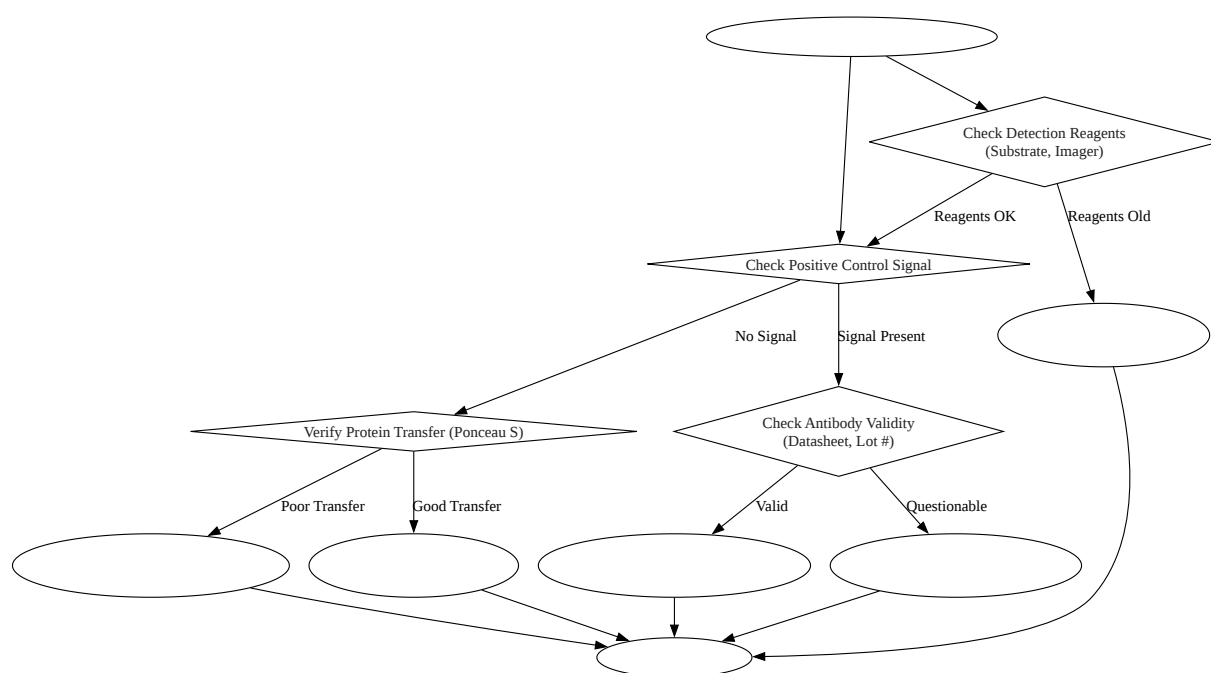 Check Detection Reagents
(Substrate, Imager)
Reagents OK
Reagents Old
Check Positive Control Signal
No Signal
Signal Present
Verify Protein Transfer (Ponceau S)
Check Antibody Validity
(Datasheet, Lot #)
Poor Transfer
Good Transfer
Valid
Questionable